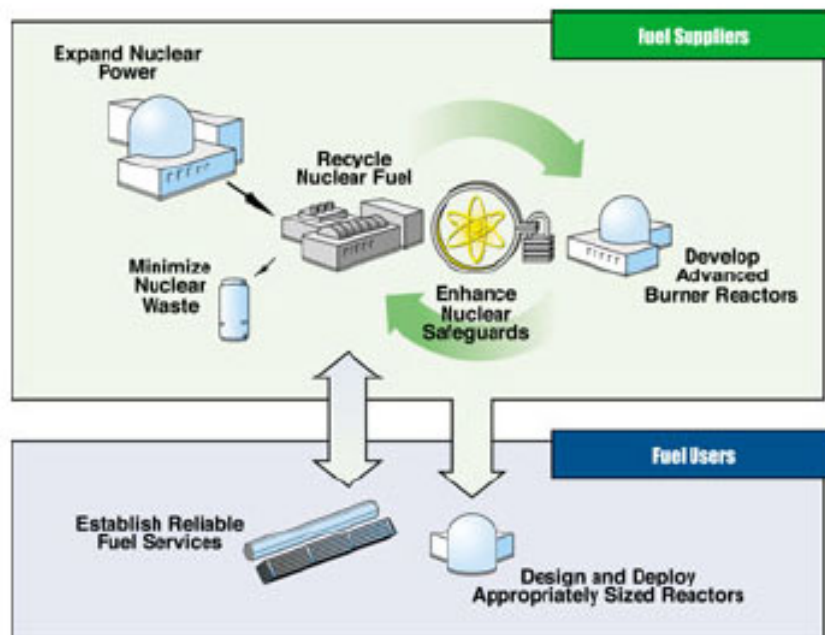 Fuel Suppliers
Expand Nuclear
Power
Recycle
Nuclear Fuel
Minimize
Nuclear
Waste
Enhance
Nuclear
Safeguards
Develop
Advanced
Burner Reactors
Fuel Users
Establish Reliable
Fuel Services
Design and Deploy
Appropriately Sized Reactors